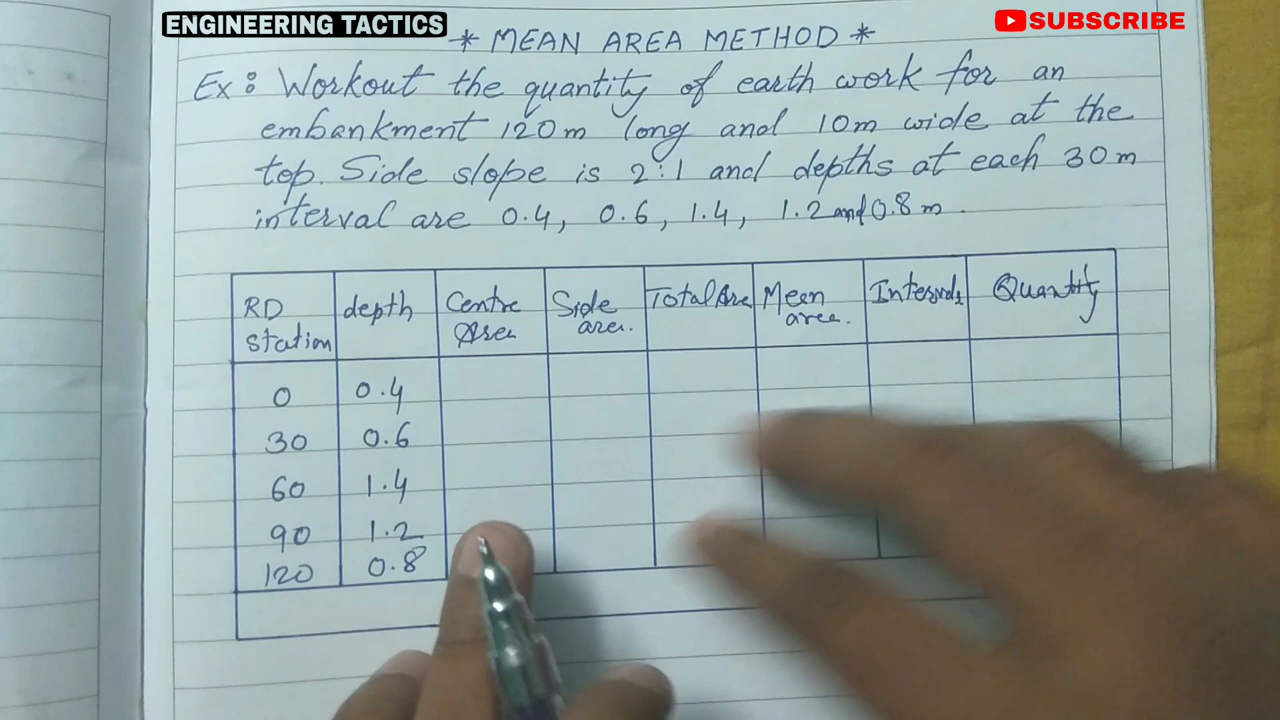 ENGINEERING TACTICS
SUBSCRIBE
* MEAN AREA METHOD *
Ex: Workout the quantity of earth work for an
embankment 120m long and 10m wide at the
top. Side slope is 2:1 and depths at each 30m
interval are 0.4, 0.6, 1.4, 1.2 and 0.8m.
RD station depth Centre Area Side area. Total Area Mean area. Intervals Quantity
0 0.4
30 0.6
60 1.4
90 1.2
120 0.8